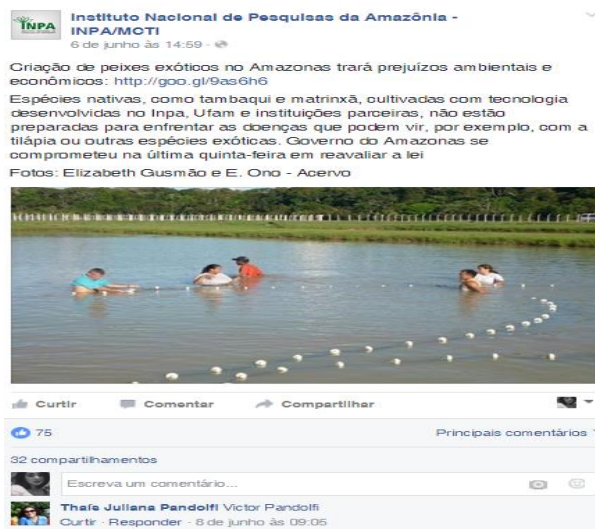 INPA
Instituto Nacional de Pesquisas da Amazônia -
INPA/MCTI
6 de junho às 14:59 ·
Criação de peixes exóticos no Amazonas trará prejuízos ambientais e
econômicos: http://goo.gl/9as6h6
Espécies nativas, como tambaqui e matrinxã, cultivadas com tecnologia
desenvolvidas no Inpa, Ufam e instituições parceiras, não estão
preparadas para enfrentar as doenças que podem vir, por exemplo, com a
tilápia ou outras espécies exóticas. Governo do Amazonas se
comprometeu na última quinta-feira em reavaliar a lei
Fotos: Elizabeth Gusmão e E. Ono - Acervo
Curtir Comentar Compartilhar
75 Principais comentários
32 compartilhamentos
Escreva um comentário...
Thaís Juliana Pandolfi Victor Pandolfi
Curtir · Responder · 8 de junho às 09:05